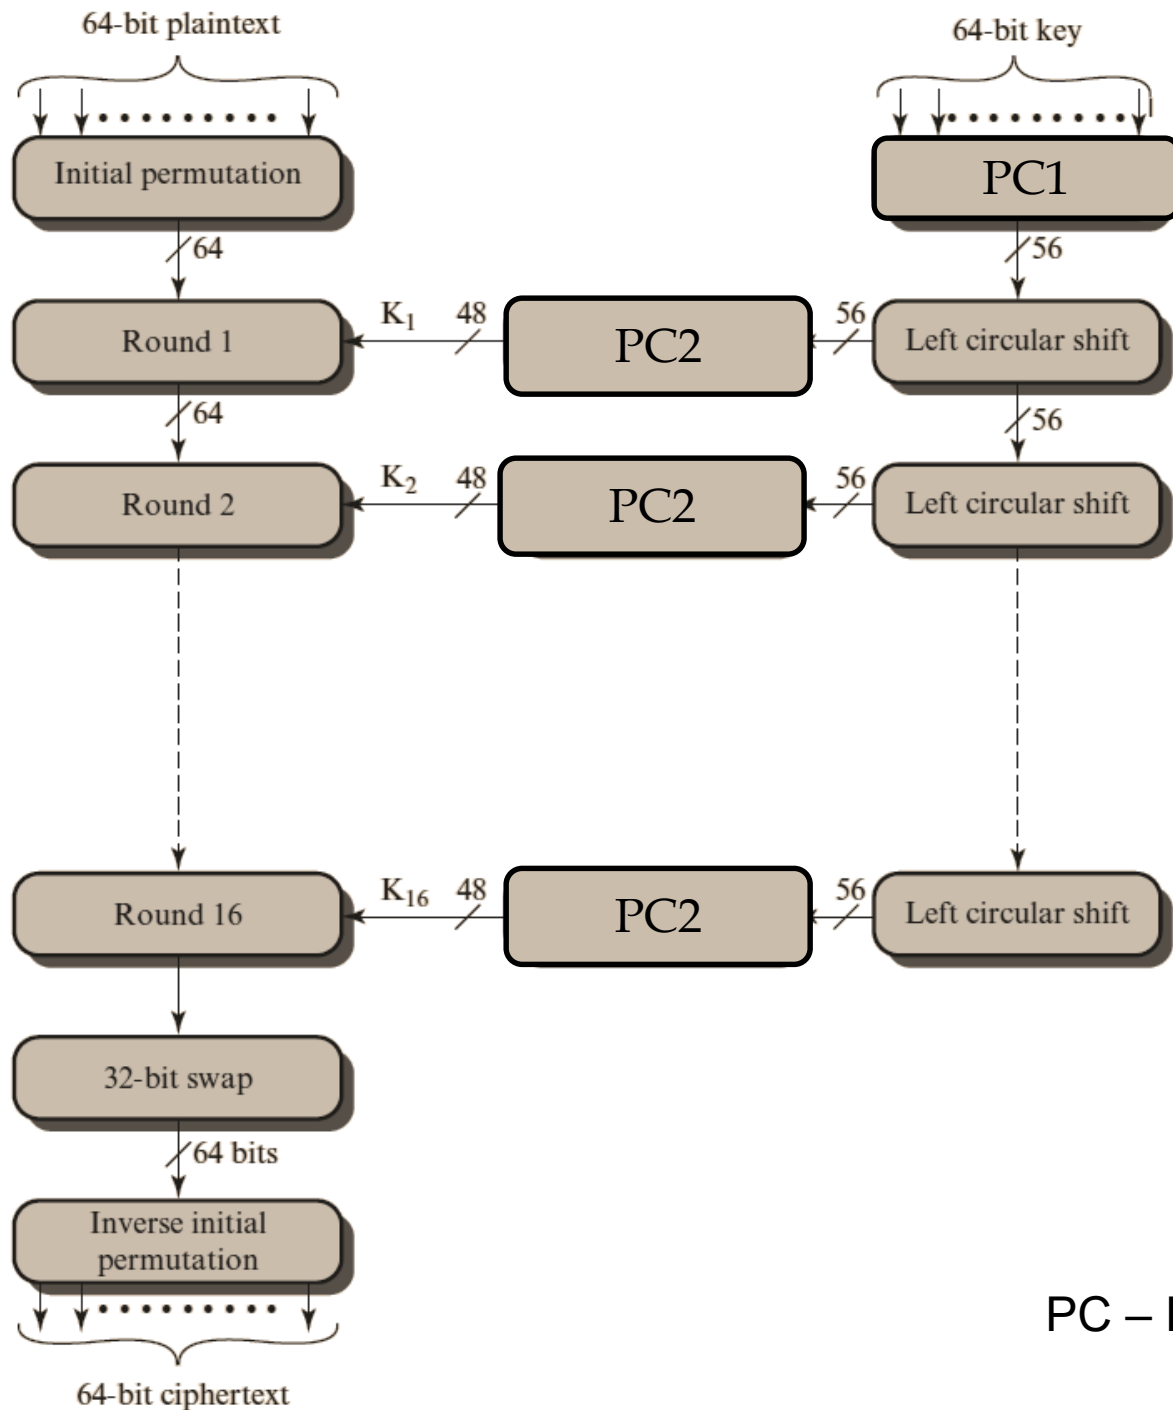 64-bit plaintext
64-bit key
Initial permutation
PC1
64
56
Round 1
K1
48
PC2
56
Left circular shift
64
56
Round 2
K2
48
PC2
56
Left circular shift
Round 16
K16
48
PC2
56
Left circular shift
32-bit swap
64 bits
Inverse initial
permutation
PC –
64-bit ciphertext